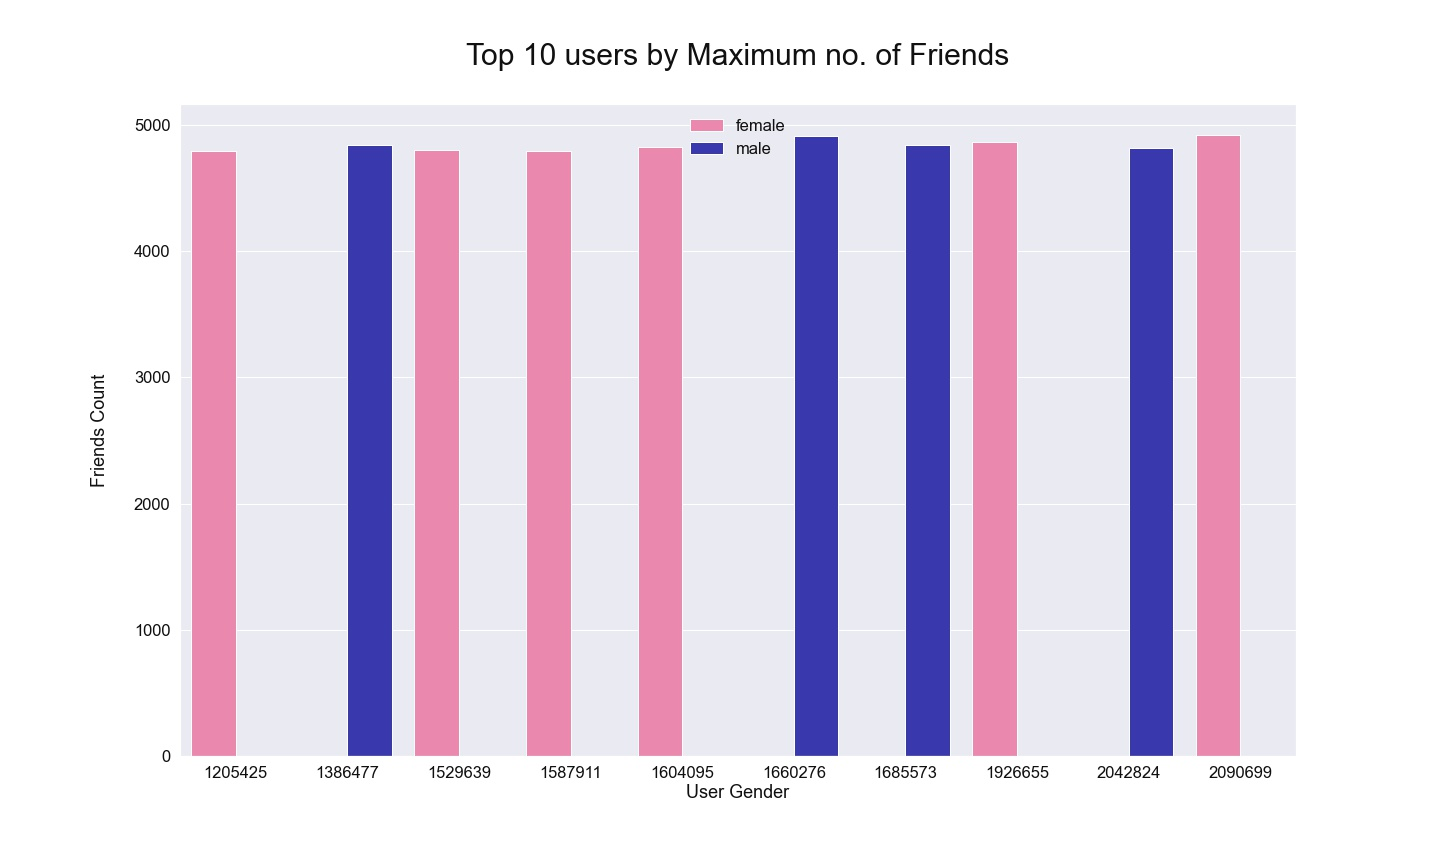 Top 10 users by Maximum no. of Friends
female
male
5000
4000
3000
2000
1000
0
Friends Count
1205425 1386477 1529639 1587911 1604095 1660276 1685573 1926655 2042824 2090699
User Gender